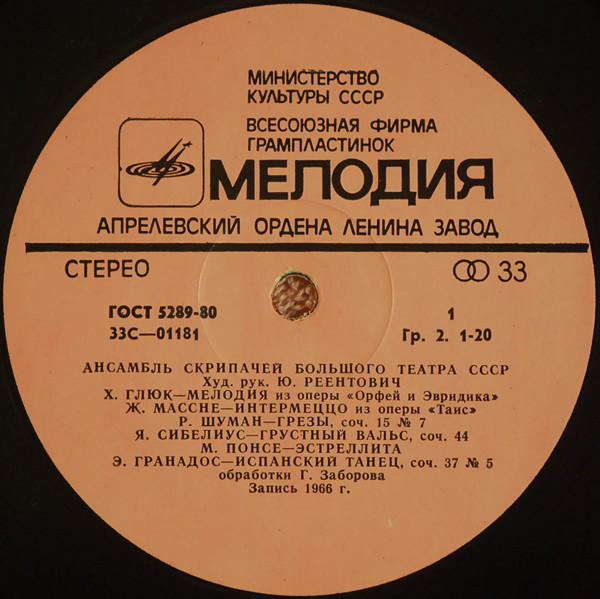 МИНИСТЕРСТВО
КУЛЬТУРЫ СССР
ВСЕСОЮЗНАЯ ФИРМА
ГРАМПЛАСТИНОК
МЕЛОДИЯ
АПРЕЛЕВСКИЙ ОРДЕНА ЛЕНИНА ЗАВОД
СТЕРЕО 33
ГОСТ 5289-80 1
33С—01181 Гр. 2. 1-20
АНСАМБЛЬ СКРИПАЧЕЙ БОЛЬШОГО ТЕАТРА СССР
Худ. рук. Ю. РЕЕНТОВИЧ
Х. ГЛЮК—МЕЛОДИЯ из оперы «Орфей и Эвридика»
Ж. МАССНЕ—ИНТЕРМЕЦЦО из оперы «Таис»
Р. ШУМАН—ГРЕЗЫ, соч. 15 № 7
Я. СИБЕЛИУС—ГРУСТНЫЙ ВАЛЬС, соч. 44
М. ПОНСЕ—ЭСТРЕЛЛИТА
Э. ГРАНАДОС—ИСПАНСКИЙ ТАНЕЦ, соч. 37 № 5
обработки Г. Заборова
Запись 1966 г.